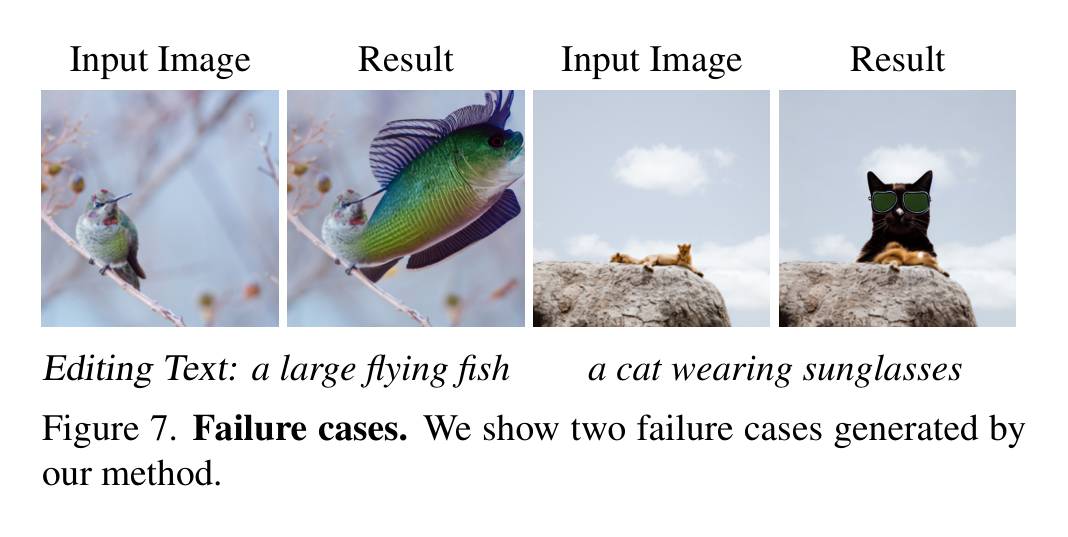 Input Image Result Input Image Result
Editing Text: a large flying fish a cat wearing sunglasses
Figure 7. Failure cases. We show two failure cases generated by
our method.